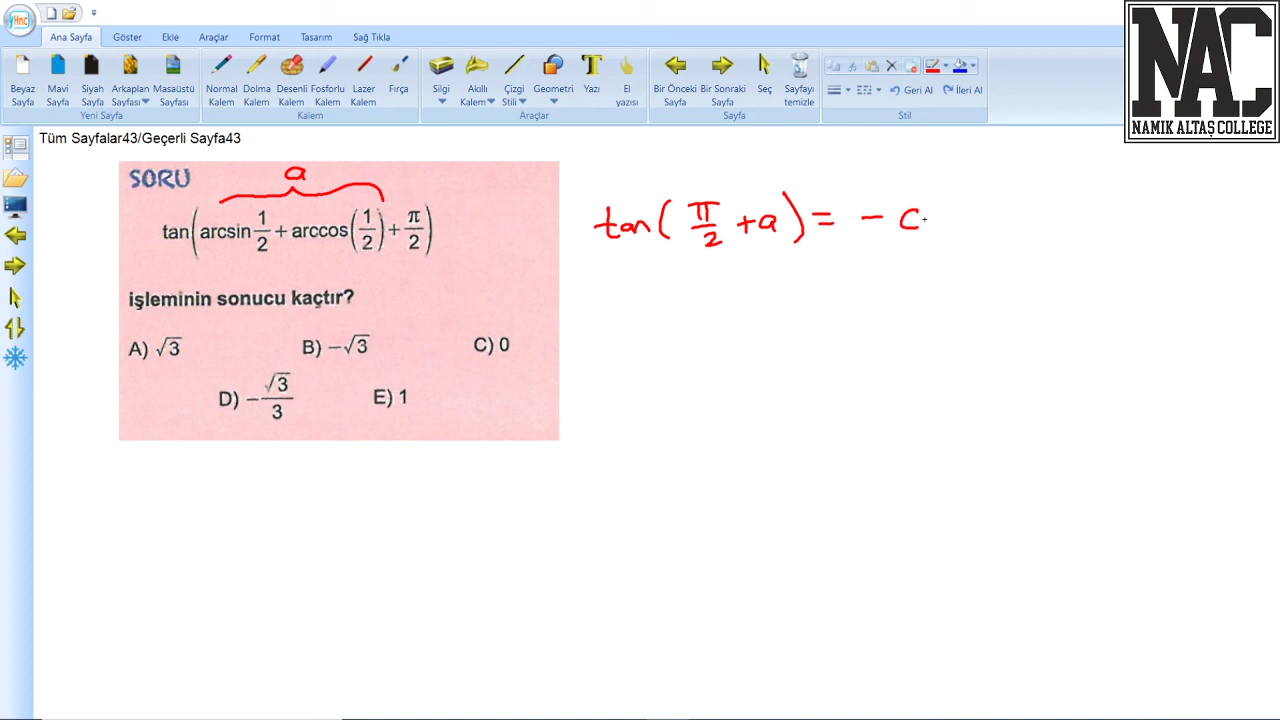 Ana Sayfa Göster Ekle Araçlar Format Tasarım Sağ Tıkla
Beyaz Sayfa Mavi Sayfa Siyah Sayfa Arkaplan Sayfası Masaüstü Sayfası Normal Kalem Dolma Kalem Desenli Kalem Fosforlu Kalem Lazer Kalem Fırça Silgi Akıllı Kalem Çizgi Stili Geometri Yazı El yazısı Bir Önceki Sayfa Bir Sonraki Sayfa Seç Sayfayı temizle Geri Al İleri Al
Yeni Sayfa Kalem Araçlar Sayfa Stil
NAC
NAMIK ALTAŞ COLLEGE
Tüm Sayfalar43/Geçerli Sayfa43
SORU
a
tan(arcsin 1/2 + arccos(1/2) + π/2)
tan(π/2 + a) = - c
işleminin sonucu kaçtır?
A) √3 B) -√3 C) 0
D) -√3/3 E) 1